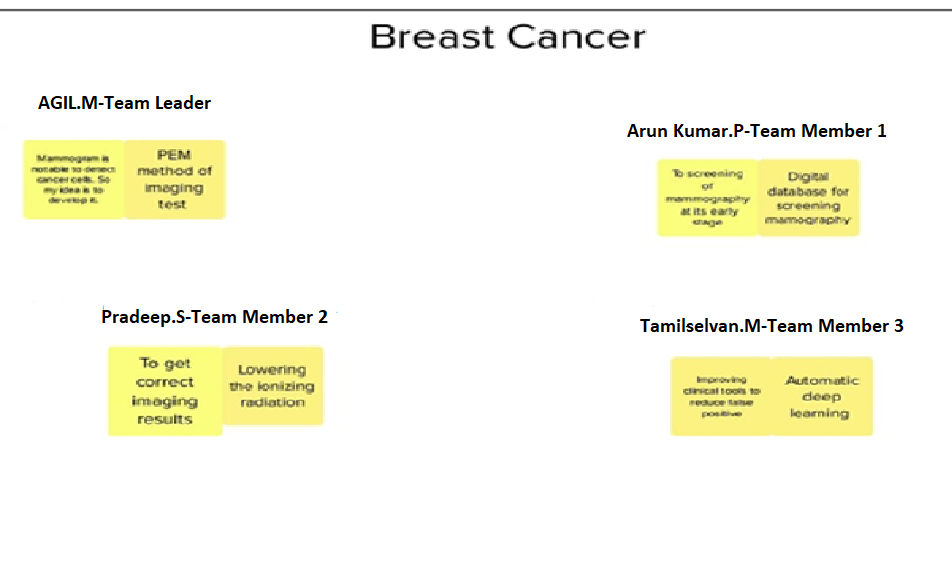 Breast Cancer
AGIL.M-Team Leader
Mammogram is
notable to detect
cancer cells. So
my idea is to
develop it.
PEM
method of
imaging
test
Arun Kumar.P-Team Member 1
To screening
of
mammography
at its early
stage
Digital
database for
screening
mamography
Pradeep.S-Team Member 2
To get
correct
imaging
results
Lowering
the ionizing
radiation
Tamilselvan.M-Team Member 3
Improving
clinical tools to
reduce false
positive
Automatic
deep
learning